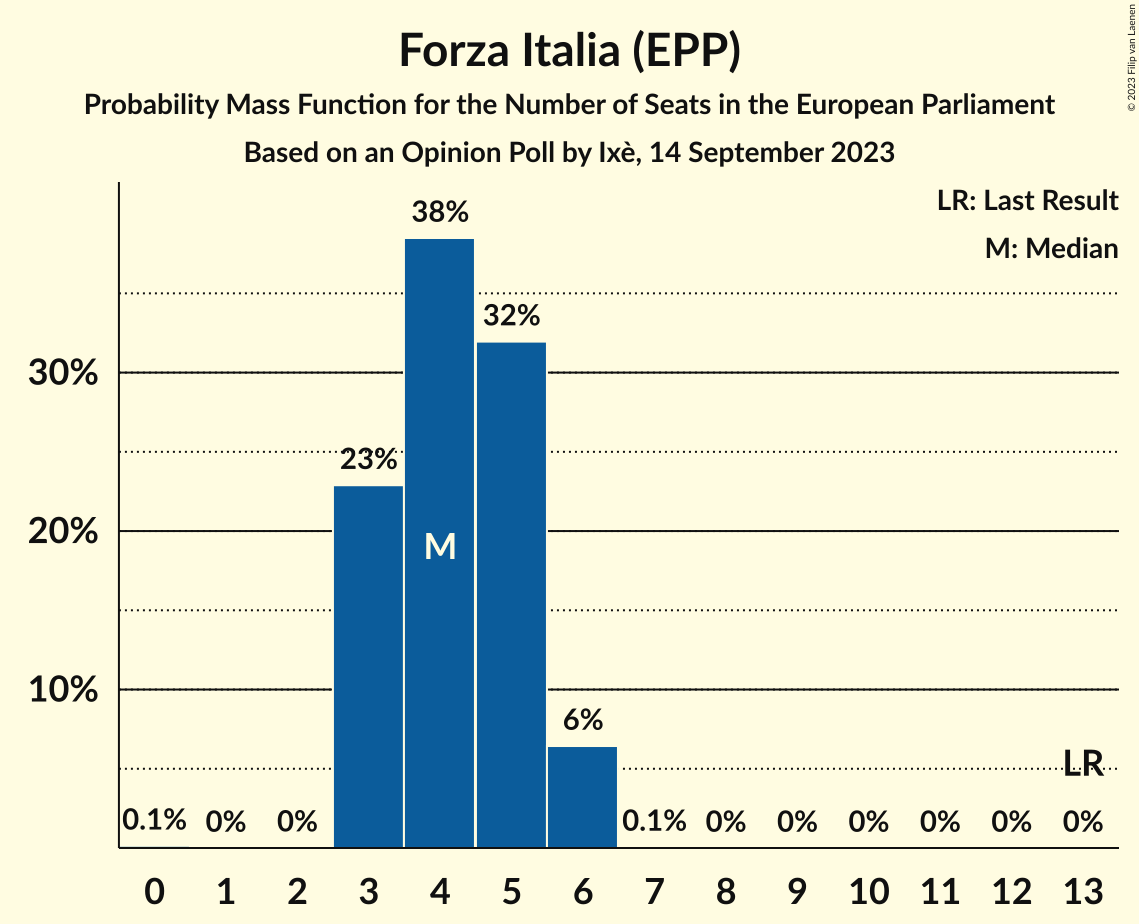 Forza Italia (EPP)
Probability Mass Function for the Number of Seats in the European Parliament
Based on an Opinion Poll by Ixè, 14 September 2023
© 2023 Filip van Laenen
LR: Last Result
M: Median
38%
32%
30%
23%
20%
M
10%
6%
LR
0.1% 0% 0% 0.1% 0% 0% 0% 0% 0% 0%
0 1 2 3 4 5 6 7 8 9 10 11 12 13